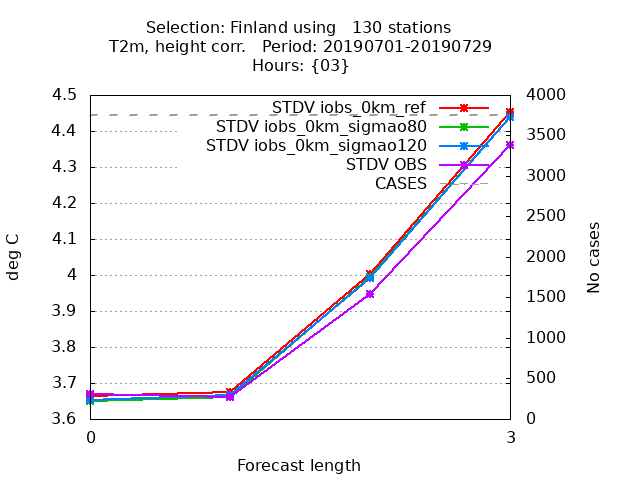 Selection: Finland using   130 stations
T2m, height corr.   Period: 20190701-20190729
Hours: {03}
STDV iobs_0km_ref
STDV iobs_0km_sigmao80
STDV iobs_0km_sigmao120
STDV OBS
CASES
4.5
4.4
4.3
4.2
4.1
4
3.9
3.8
3.7
3.6
deg C
4000
3500
3000
2500
2000
1500
1000
500
0
No cases
0 3
Forecast length